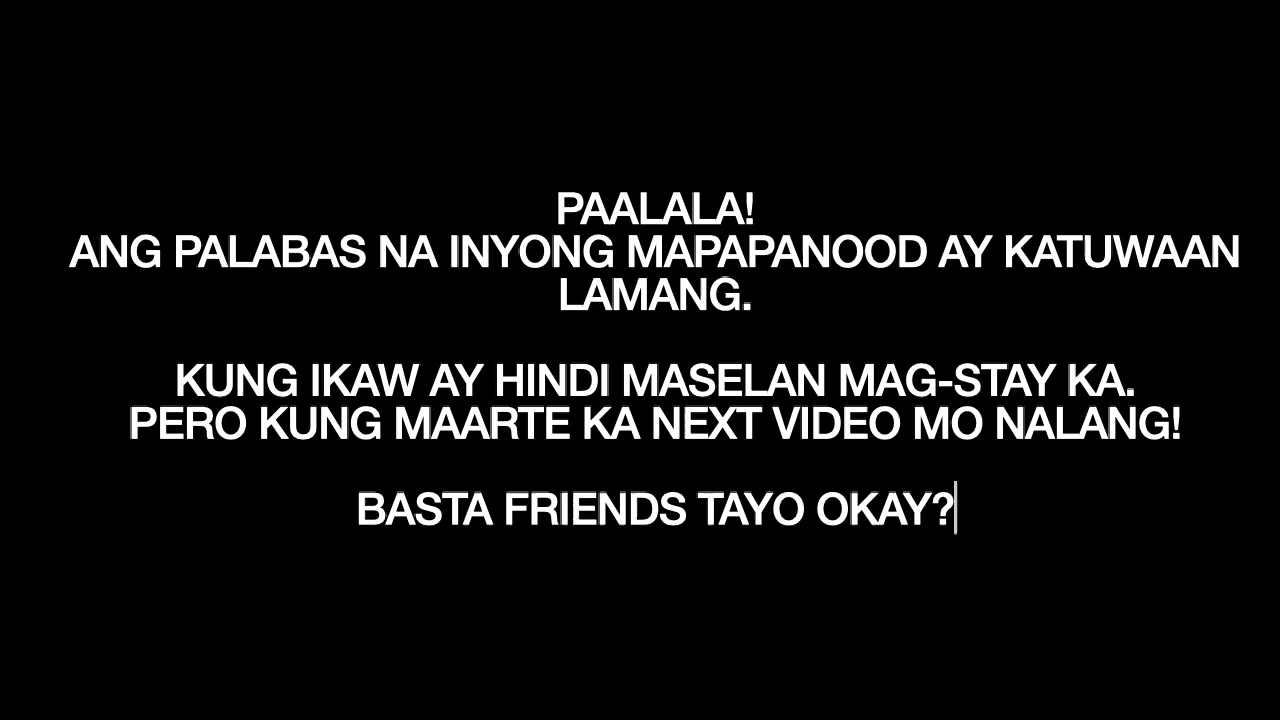 PAALALA!
ANG PALABAS NA INYONG MAPAPANOOD AY KATUWAAN
LAMANG.
KUNG IKAW AY HINDI MASELAN MAG-STAY KA.
PERO KUNG MAARTE KA NEXT VIDEO MO NALANG!
BASTA FRIENDS TAYO OKAY?